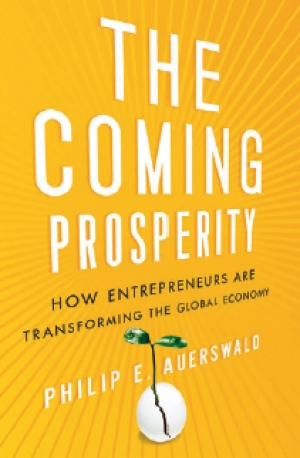 THE
COMING
PROSPERITY
HOW ENTREPRENEURS ARE
TRANSFORMING THE GLOBAL ECONOMY
PHILIP E. AUERSWALD